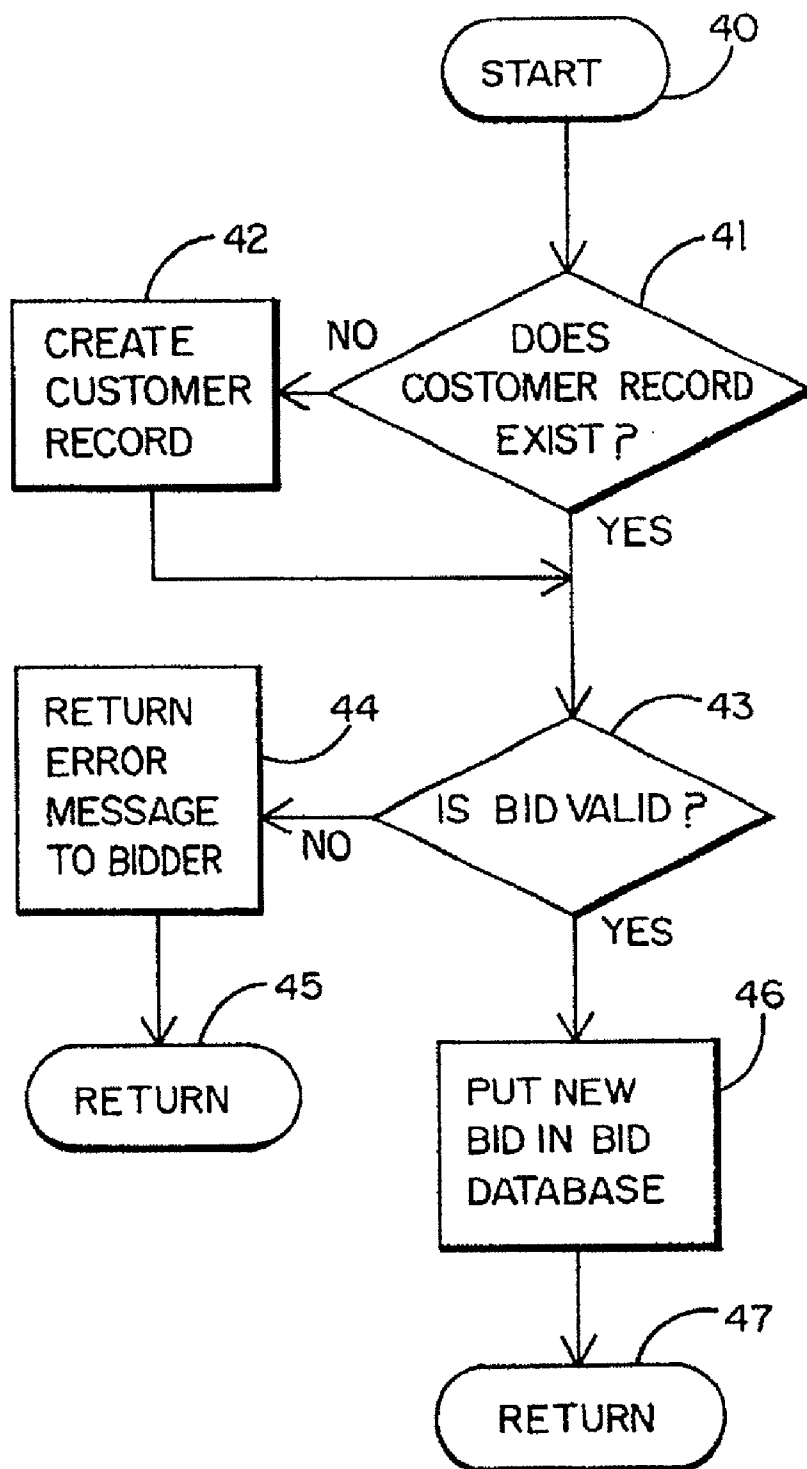 40
START
41
DOES
COSTOMER RECORD
EXIST?
NO
YES
42
CREATE
CUSTOMER
RECORD
43
IS BID VALID?
NO
YES
44
RETURN
ERROR
MESSAGE
TO BIDDER
45
RETURN
46
PUT NEW
BID IN BID
DATABASE
47
RETURN